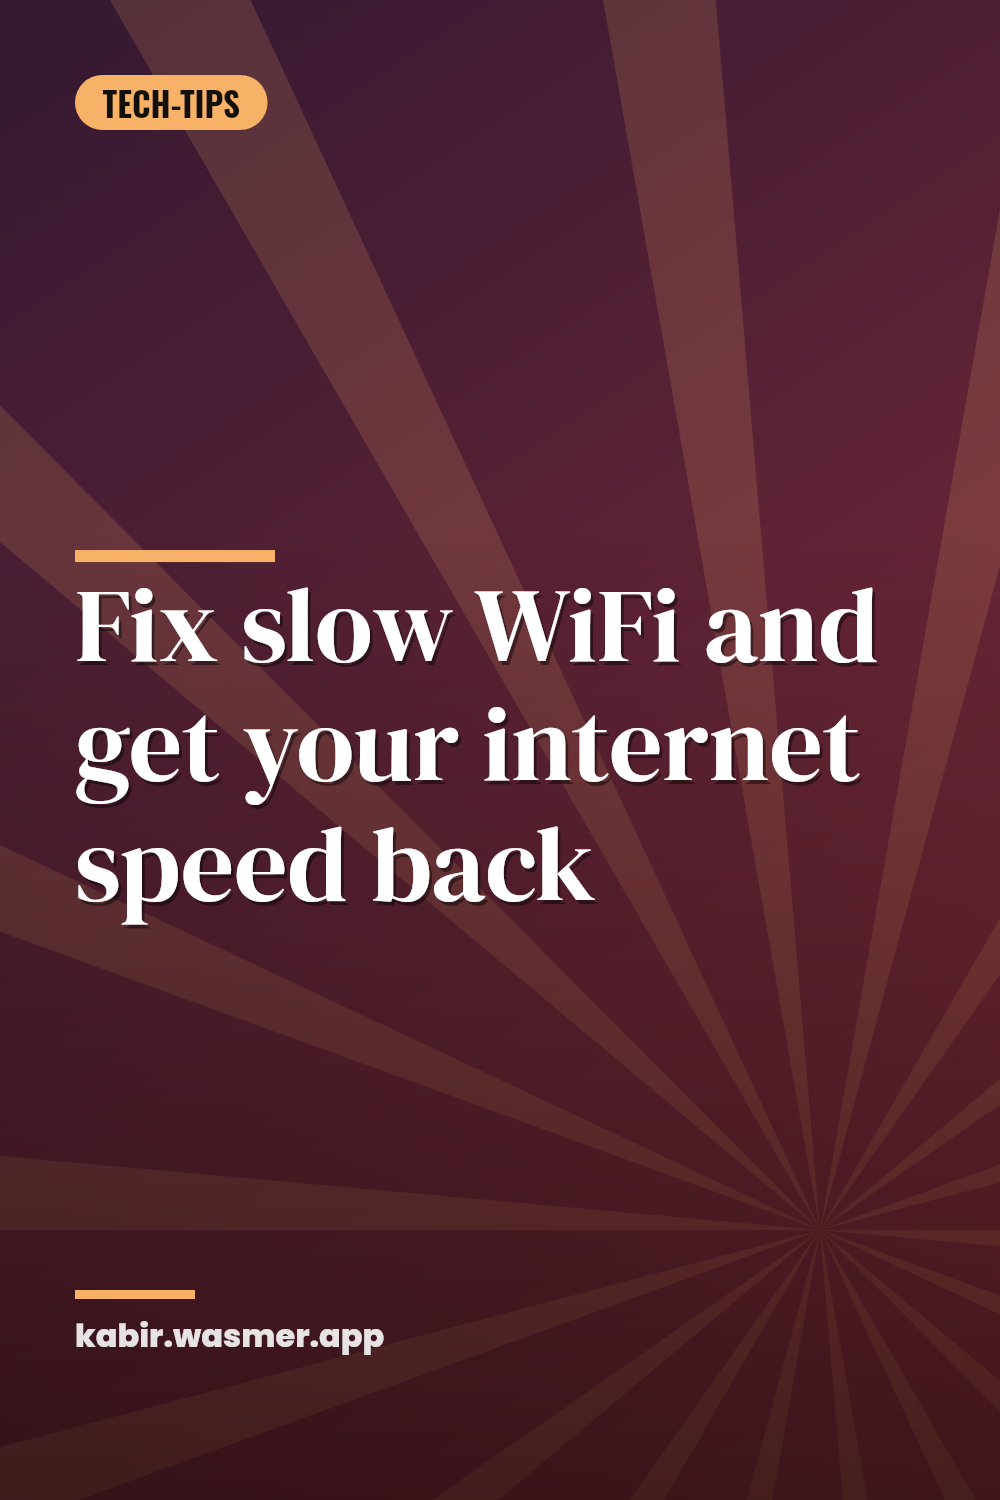 TECH-TIPS
Fix slow WiFi and
get your internet
speed back
kabir.wasmer.app